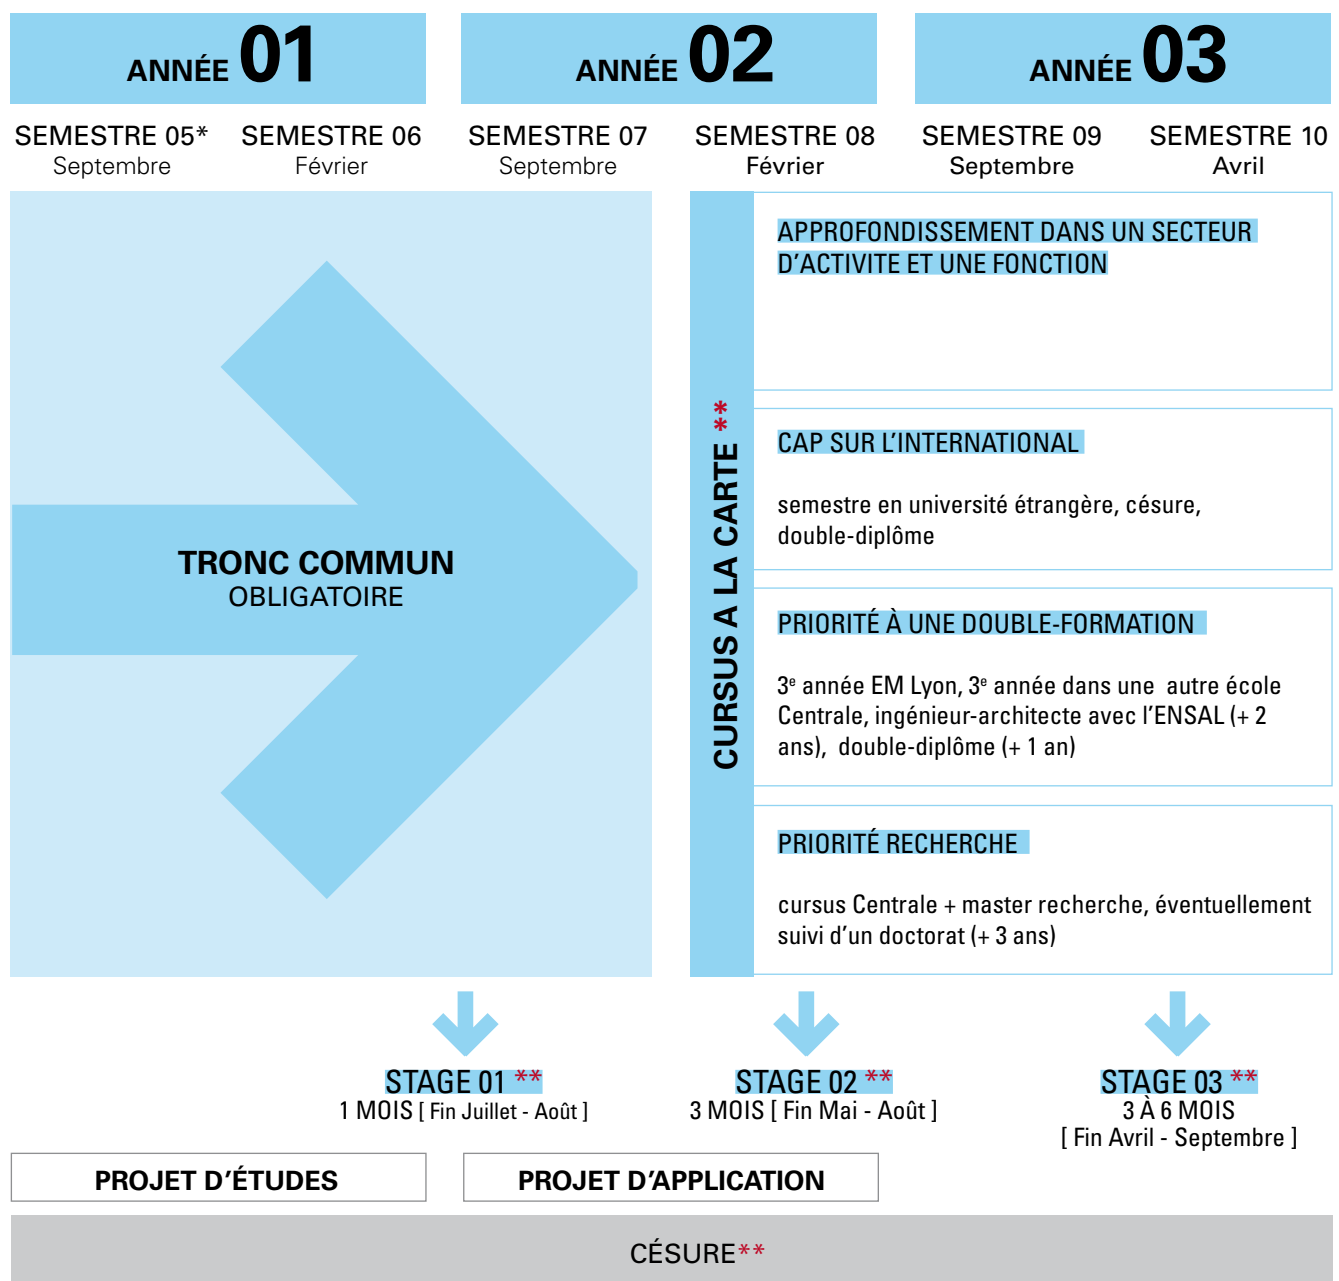 ANNÉE 01
ANNÉE 02
ANNÉE 03
SEMESTRE 05*
Septembre
SEMESTRE 06
Février
SEMESTRE 07
Septembre
SEMESTRE 08
Février
SEMESTRE 09
Septembre
SEMESTRE 10
Avril
TRONC COMMUN
OBLIGATOIRE
CURSUS A LA CARTE **
APPROFONDISSEMENT DANS UN SECTEUR
D'ACTIVITE ET UNE FONCTION
CAP SUR L'INTERNATIONAL
semestre en université étrangère, césure,
double-diplôme
PRIORITÉ À UNE DOUBLE-FORMATION
3e année EM Lyon, 3e année dans une autre école
Centrale, ingénieur-architecte avec l'ENSAL (+ 2
ans), double-diplôme (+ 1 an)
PRIORITÉ RECHERCHE
cursus Centrale + master recherche, éventuellement
suivi d'un doctorat (+ 3 ans)
STAGE 01 **
1 MOIS [ Fin Juillet - Août ]
STAGE 02 **
3 MOIS [ Fin Mai - Août ]
STAGE 03 **
3 À 6 MOIS
[ Fin Avril - Septembre ]
PROJET D'ÉTUDES
PROJET D'APPLICATION
CÉSURE**